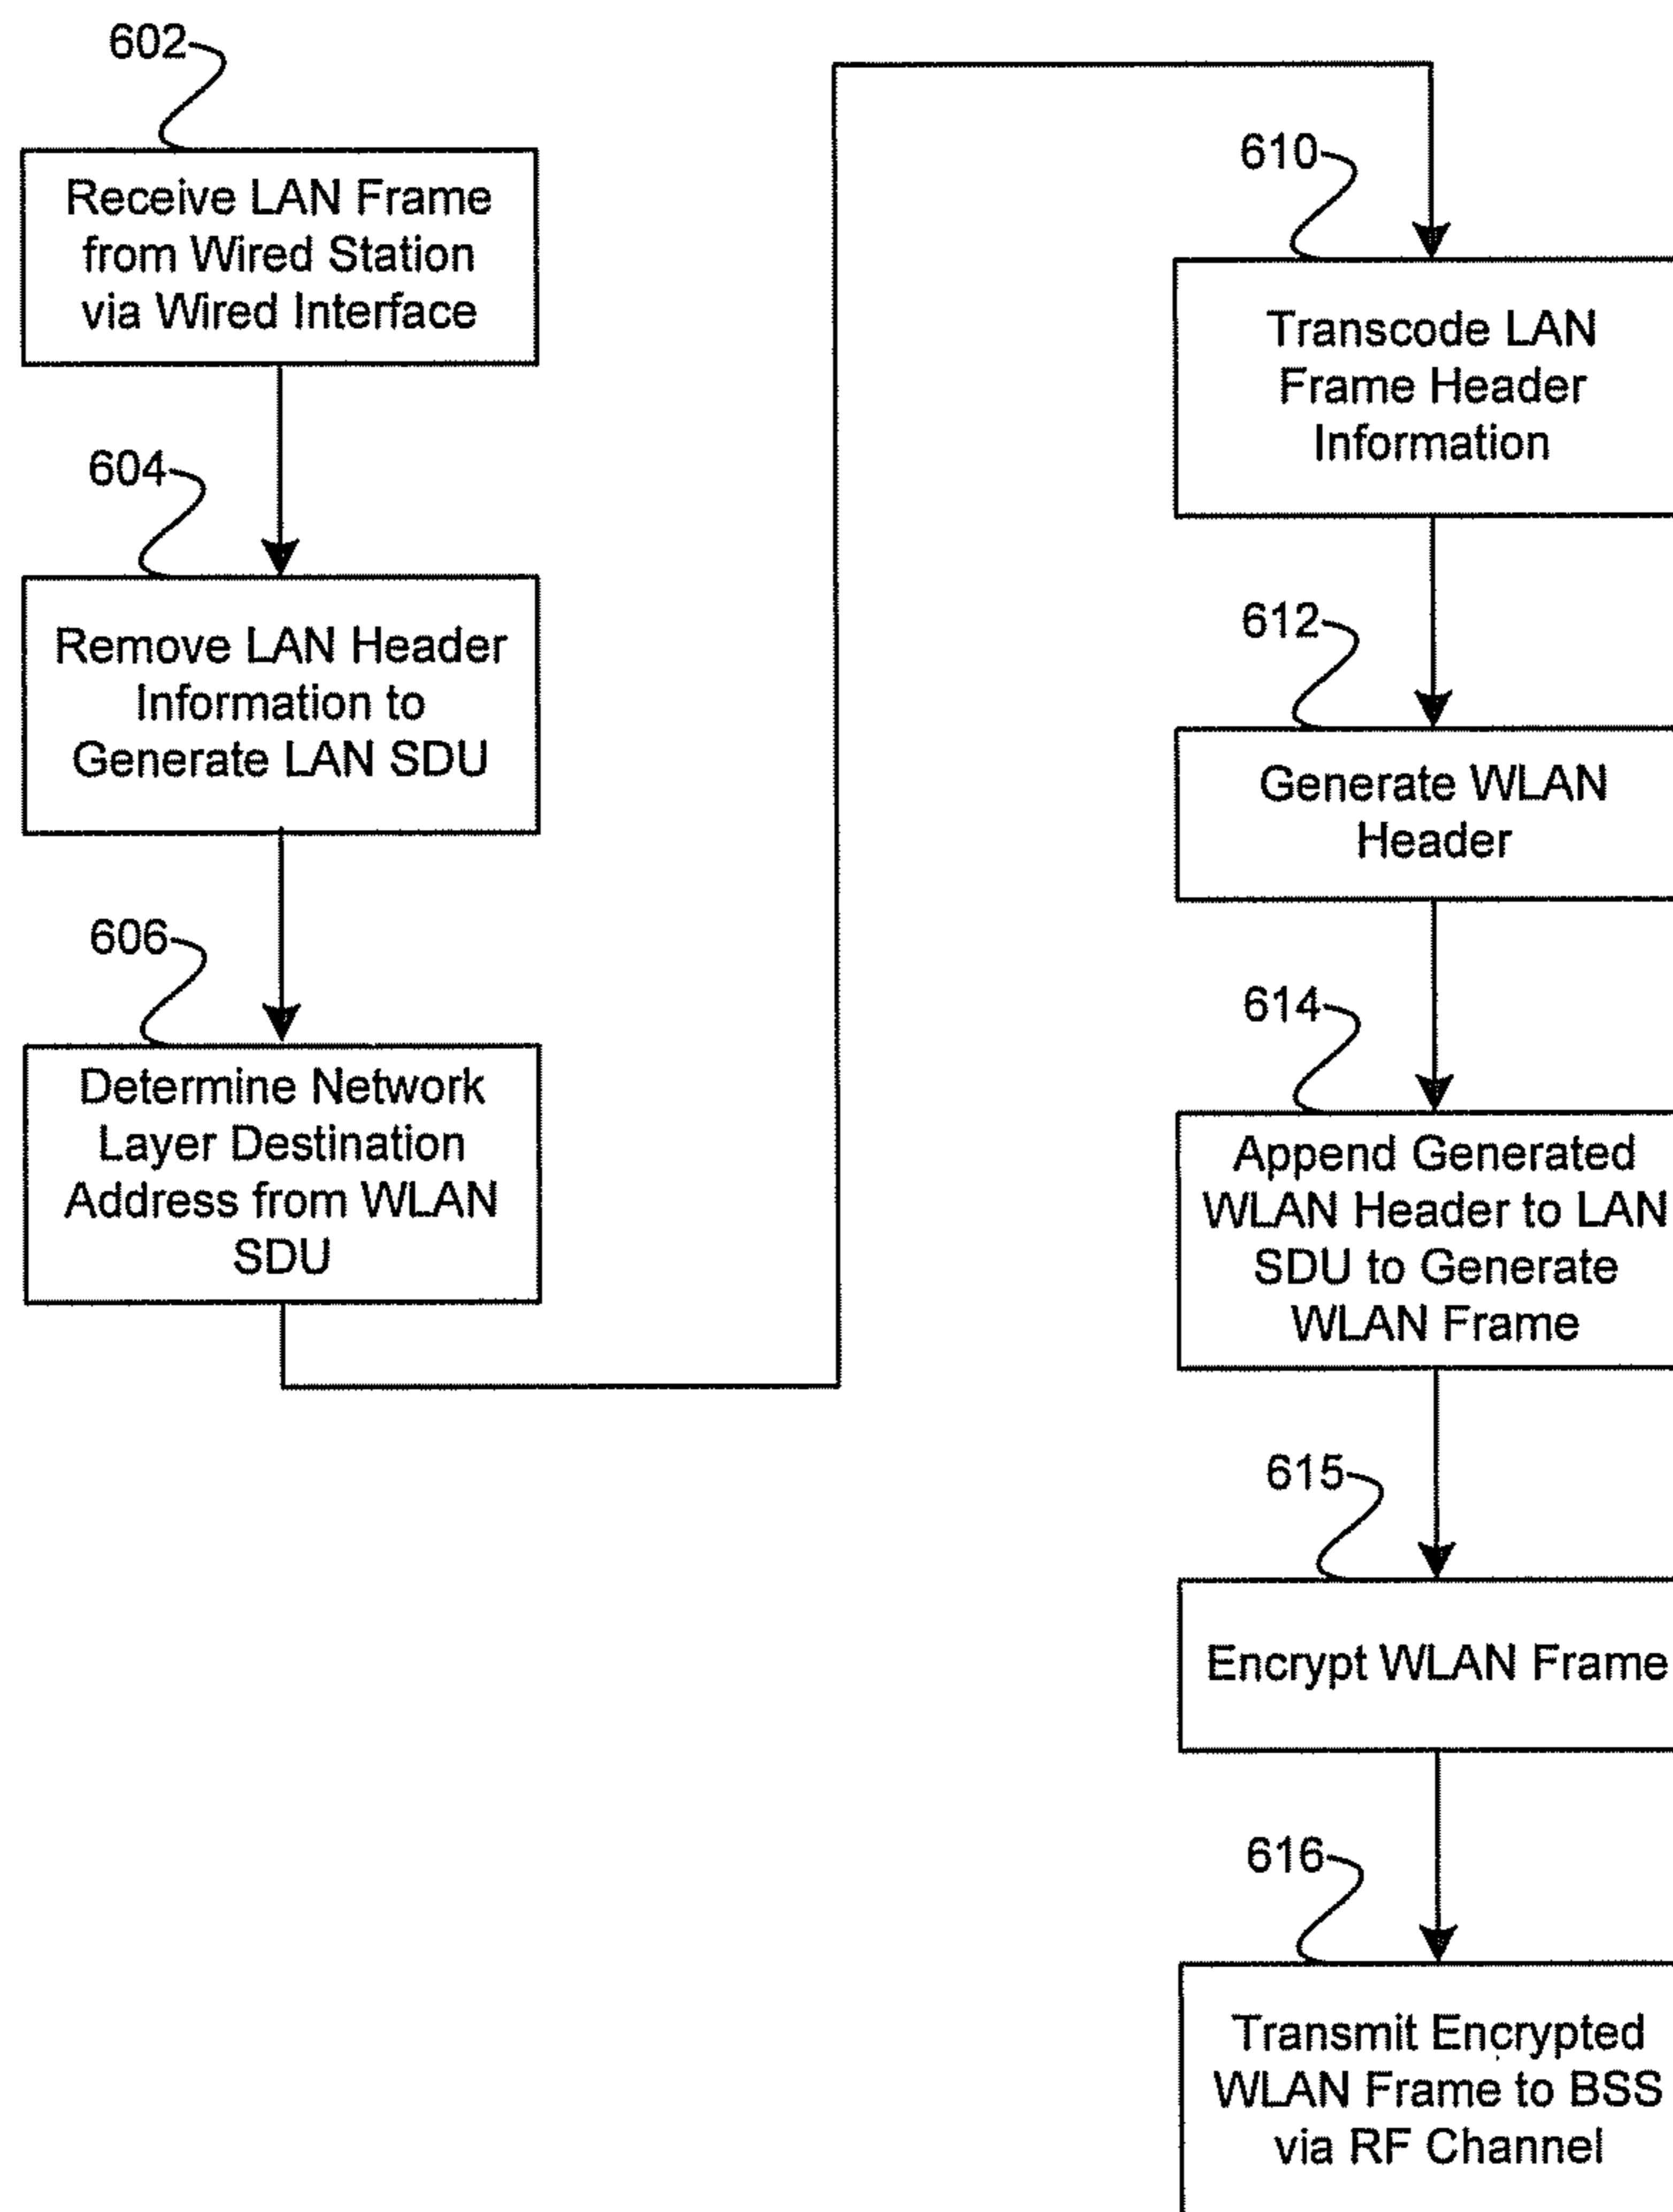 602
Receive LAN Frame
from Wired Station
via Wired Interface
604
Remove LAN Header
Information to
Generate LAN SDU
606
Determine Network
Layer Destination
Address from WLAN
SDU
610
Transcode LAN
Frame Header
Information
612
Generate WLAN
Header
614
Append Generated
WLAN Header to LAN
SDU to Generate
WLAN Frame
615
Encrypt WLAN Frame
616
Transmit Encrypted
WLAN Frame to BSS
via RF Channel